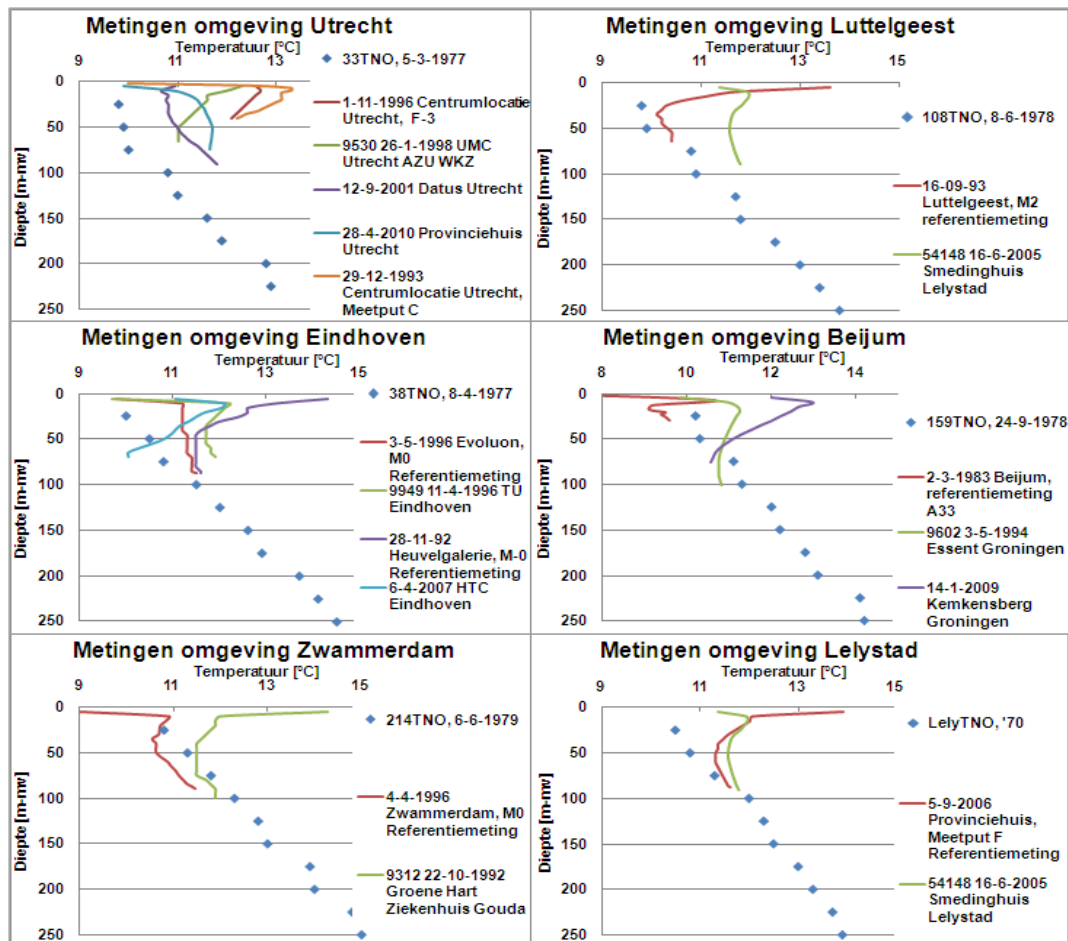 Metingen omgeving Utrecht
Temperatuur [°C]
9 11 13
0
50
100
150
200
250
Diepte [m-mv]
33TNO, 5-3-1977
1-11-1996 Centrumlocatie
Utrecht, F-3
9530 26-1-1998 UMC
Utrecht AZU WKZ
12-9-2001 Datus Utrecht
28-4-2010 Provinciehuis
Utrecht
29-12-1993
Centrumlocatie Utrecht,
Meetput C
Metingen omgeving Luttelgeest
Temperatuur [°C]
9 11 13 15
0
50
100
150
200
250
Diepte [m-mv]
108TNO, 8-6-1978
16-09-93
Luttelgeest, M2
referentiemeting
54148 16-6-2005
Smedinghuis
Lelystad
Metingen omgeving Eindhoven
Temperatuur [°C]
9 11 13 15
0
50
100
150
200
250
Diepte [m-mv]
38TNO, 8-4-1977
3-5-1996 Evoluon,
M0
Referentiemeting
9949 11-4-1996 TU
Eindhoven
28-11-92
Heuvelgalerie, M-0
Referentiemeting
6-4-2007 HTC
Eindhoven
Metingen omgeving Beijum
Temperatuur [°C]
8 10 12 14
0
50
100
150
200
250
Diepte [m-mv]
159TNO, 24-9-1978
2-3-1983 Beijum,
referentiemeting
A33
9602 3-5-1994
Essent Groningen
14-1-2009
Kemkensberg
Groningen
Metingen omgeving Zwammerdam
Temperatuur [°C]
9 11 13 15
0
50
100
150
200
250
Diepte [m-mv]
214TNO, 6-6-1979
4-4-1996
Zwammerdam, M0
Referentiemeting
9312 22-10-1992
Groene Hart
Ziekenhuis Gouda
Metingen omgeving Lelystad
Temperatuur [°C]
9 11 13 15
0
50
100
150
200
250
Diepte [m-mv]
LelyTNO, '70
5-9-2006
Provinciehuis,
Meetput F
Referentiemeting
54148 16-6-2005
Smedinghuis
Lelystad